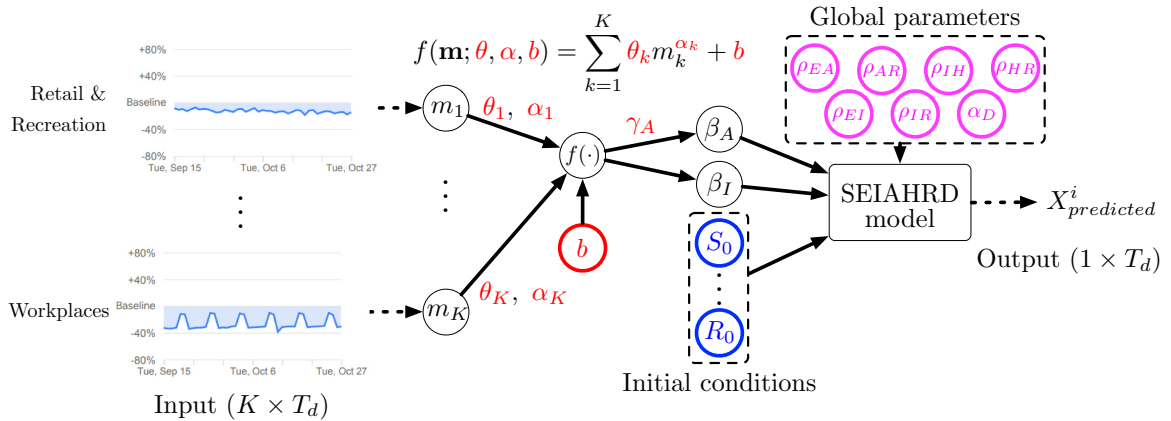 Global parameters
ρ_EA ρ_AR ρ_IH ρ_HR
ρ_EI ρ_IR α_D
f(m; θ, α, b) = ∑_{k=1}^{K} θ_k m_k^{α_k} + b
Retail &
Recreation
+80%
+40%
Baseline
-40%
-80%
Tue, Sep 15 Tue, Oct 6 Tue, Oct 27
⋮
Workplaces
+80%
+40%
Baseline
-40%
-80%
Tue, Sep 15 Tue, Oct 6 Tue, Oct 27
Input (K × T_d)
m_1
θ_1, α_1
⋮
m_K
θ_K, α_K
f(·)
b
γ_A
β_A
β_I
S_0
⋮
R_0
Initial conditions
SEIAHRD
model
X^i_{predicted}
Output (1 × T_d)